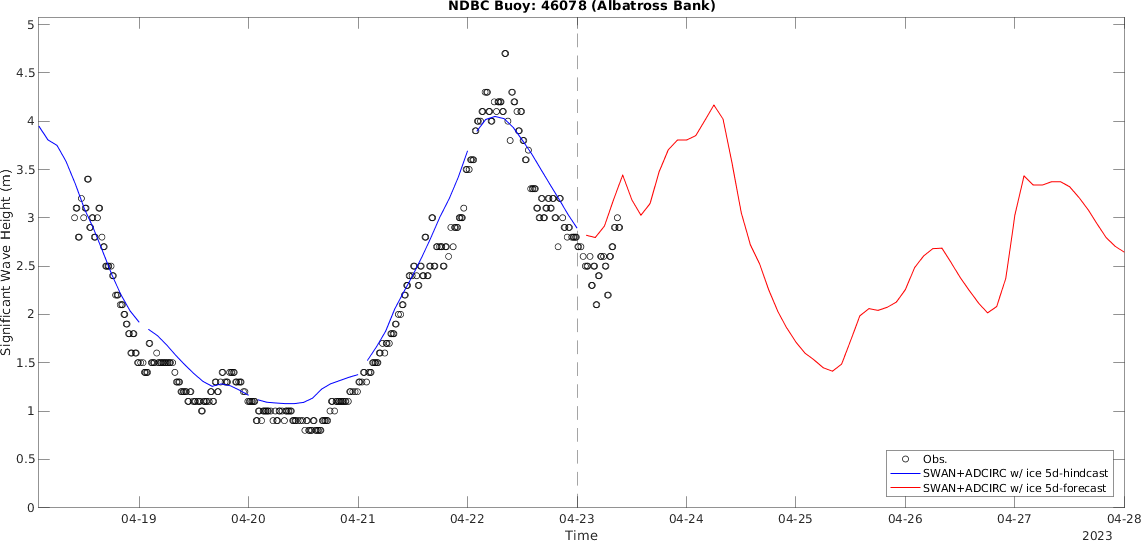 NDBC Buoy: 46078 (Albatross Bank)
Significant Wave Height (m)
5
4.5
4
3.5
3
2.5
2
1.5
1
0.5
0
Obs.
SWAN+ADCIRC w/ ice 5d-hindcast
SWAN+ADCIRC w/ ice 5d-forecast
04-19 04-20 04-21 04-22 04-23 04-24 04-25 04-26 04-27 04-28
Time
2023